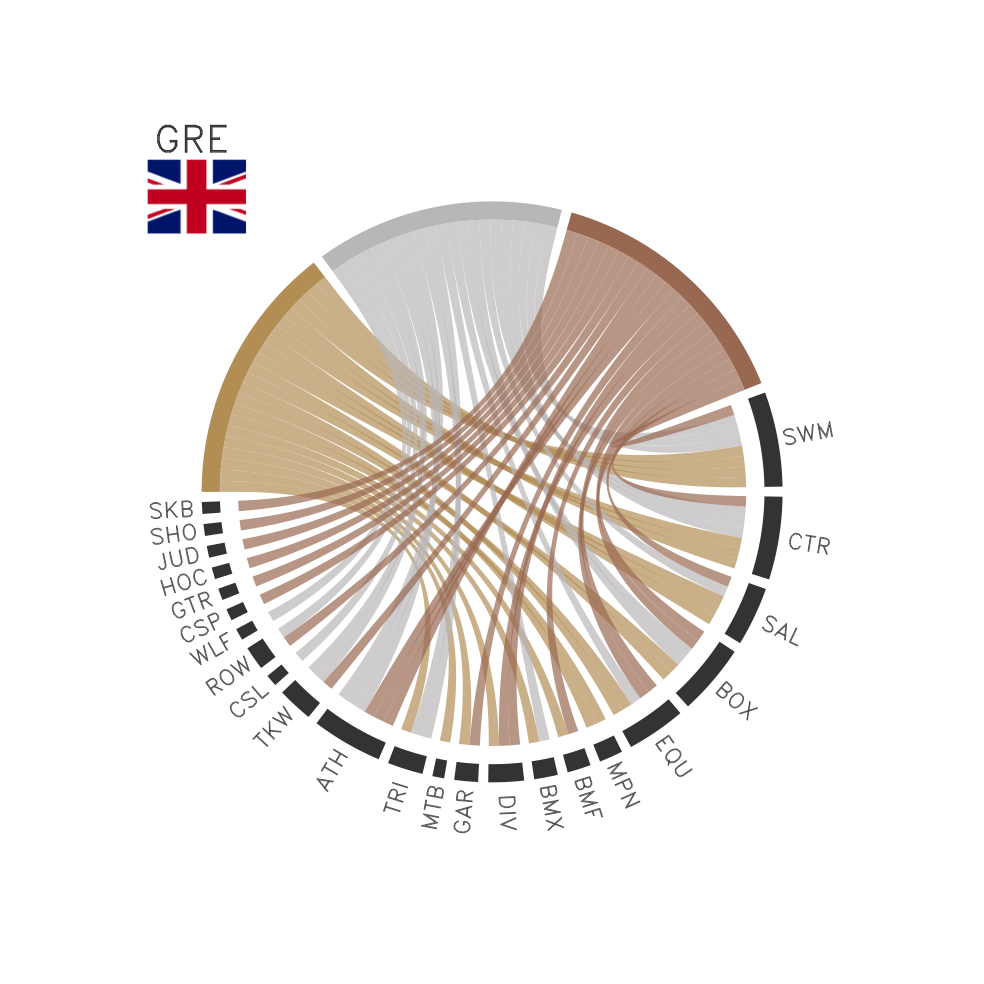 GRE
SWM
CTR
SAL
BOX
EQU
MPN
BMF
BMX
DIV
GAR
MTB
TRI
ATH
TKW
CSL
ROW
WLF
CSP
GTR
HOC
JUD
SHO
SKB